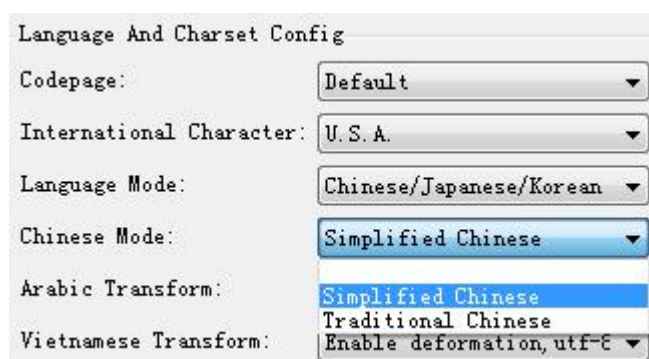 Language And Charset Config
Codepage: Default
International Character: U.S.A.
Language Mode: Chinese/Japanese/Korean
Chinese Mode: Simplified Chinese
Arabic Transform: Simplified Chinese
Traditional Chinese
Vietnamese Transform: Enable deformation,utf-8